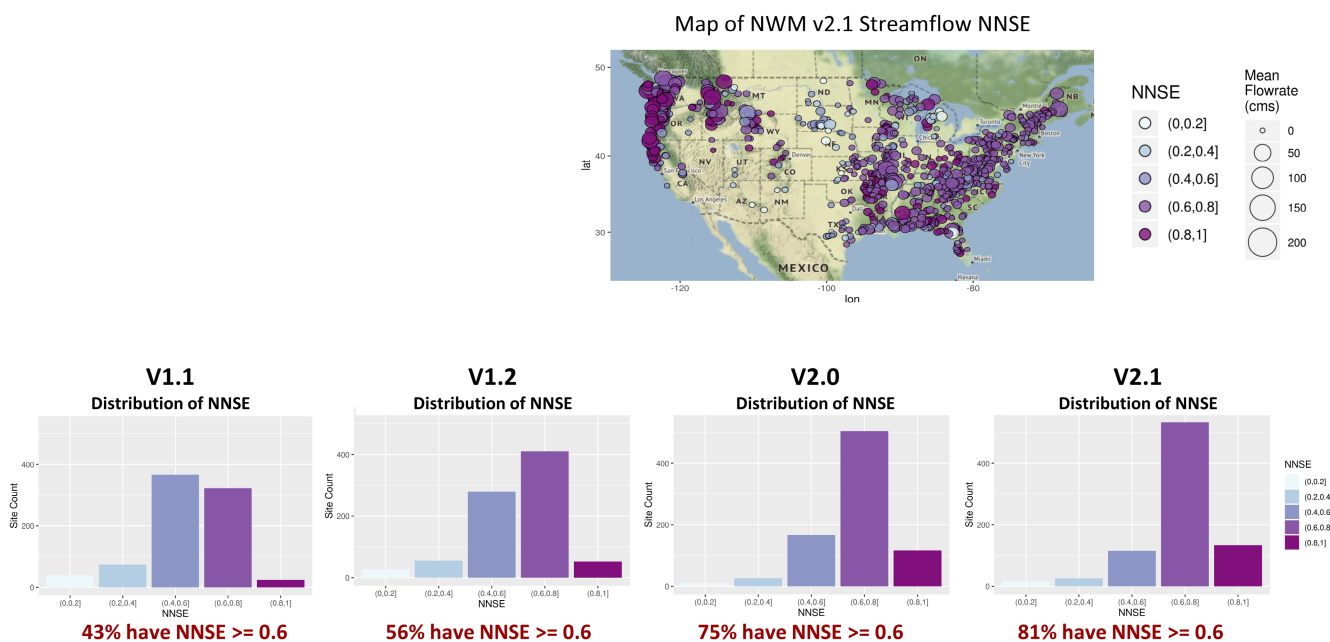 Map of NWM v2.1 Streamflow NNSE
50
40
30
lat
-120
-100
-80
lon
Vancouver
WA
OR
MT
ND
MN
ON
NB
WY
NV
UT
CO
Denver
CA
San Francisco
Los Angeles
AZ
NM
OK
TX
SC
Montréal
Toronto
Boston
New York
City
MEXICO
Miami
Havana
NNSE
(0,0.2]
(0.2,0.4]
(0.4,0.6]
(0.6,0.8]
(0.8,1]
Mean
Flowrate
(cms)
0
50
100
150
200
V1.1
Distribution of NNSE
Site Count
400
200
0
(0,0.2]
(0.2,0.4]
(0.4,0.6]
(0.6,0.8]
(0.8,1]
NNSE
43% have NNSE >= 0.6
V1.2
Distribution of NNSE
Site Count
400
200
0
(0,0.2]
(0.2,0.4]
(0.4,0.6]
(0.6,0.8]
(0.8,1]
NNSE
56% have NNSE >= 0.6
V2.0
Distribution of NNSE
Site Count
400
200
0
(0,0.2]
(0.2,0.4]
(0.4,0.6]
(0.6,0.8]
(0.8,1]
NNSE
75% have NNSE >= 0.6
V2.1
Distribution of NNSE
Site Count
400
200
0
(0,0.2]
(0.2,0.4]
(0.4,0.6]
(0.6,0.8]
(0.8,1]
NNSE
81% have NNSE >= 0.6
NNSE
(0,0.2]
(0.2,0.4
(0.4,0.6
(0.6,0.8
(0.8,1]